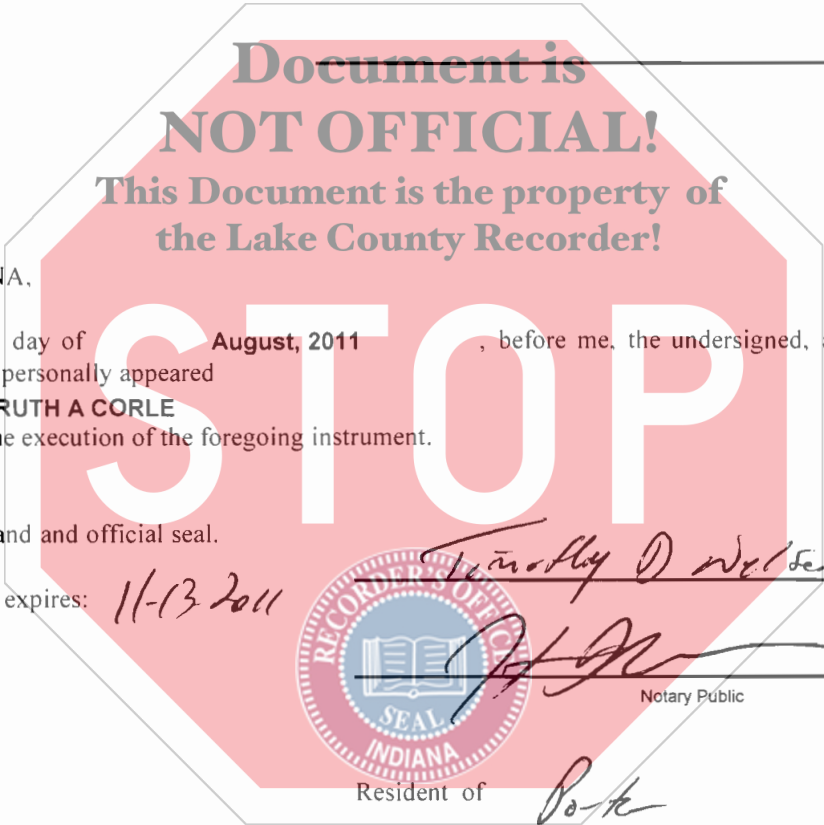 Document is
NOT OFFICIAL!
This Document is the property of
the Lake County Recorder!
NA,
day of August, 2011 , before me, the undersigned, a
personally appeared
RUTH A CORLE
e execution of the foregoing instrument.
STOP
and and official seal.
Timothy D
expires: 11-13-2011
RECORDER'S OFFICE
SEAL
INDIANA
Notary Public
Resident of Porter